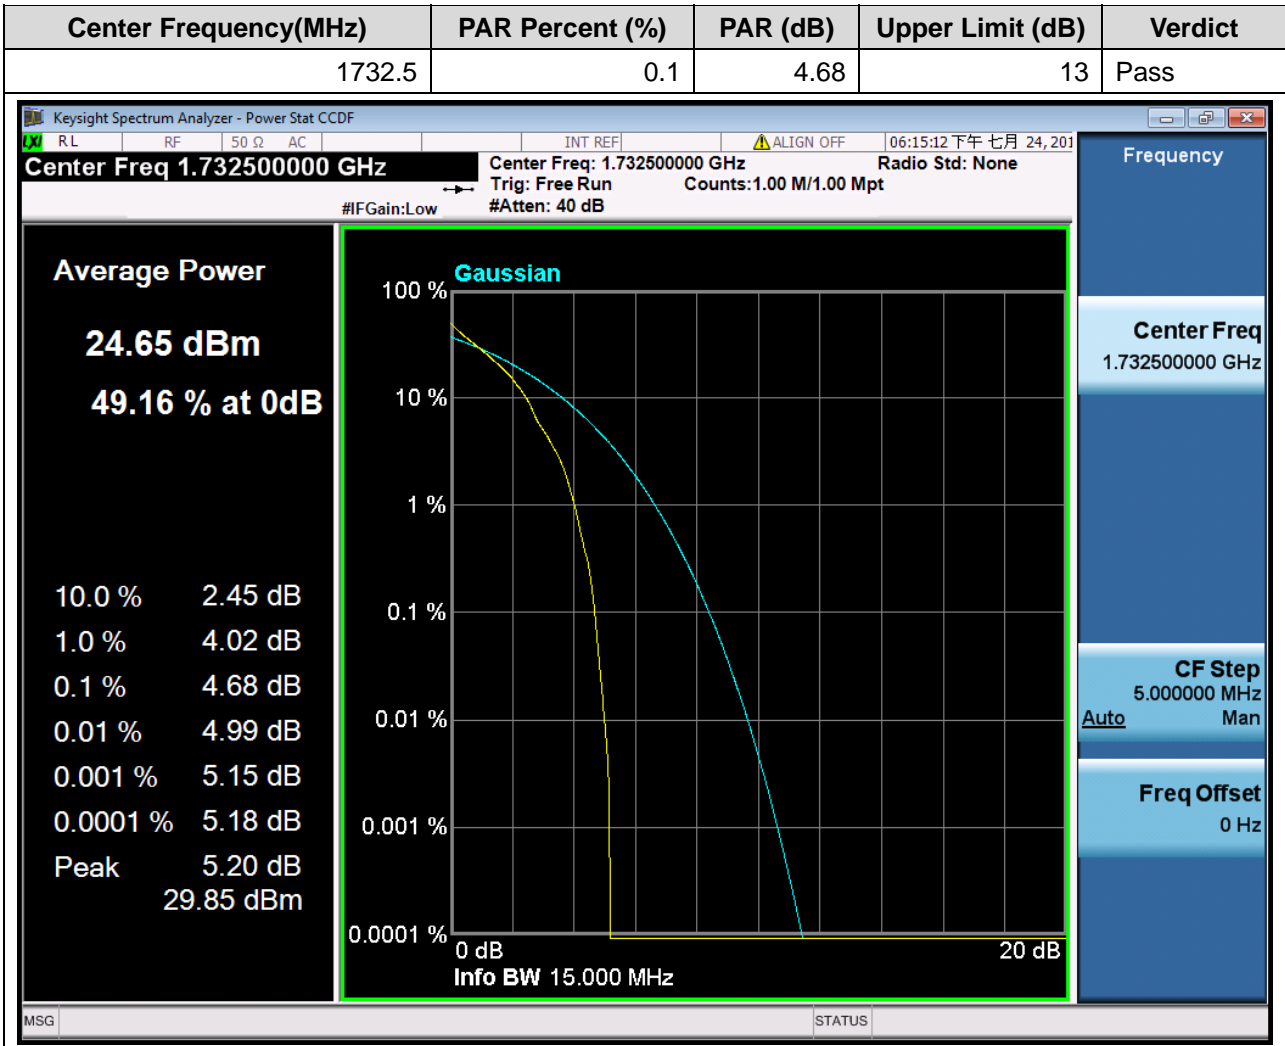 Center Frequency(MHz) PAR Percent (%) PAR (dB) Upper Limit (dB) Verdict
1732.5 0.1 4.68 13 Pass
Keysight Spectrum Analyzer - Power Stat CCDF
LXI RL RF 50 Ω AC INT REF ALIGN OFF 06:15:12 下午 七月 24, 201
Center Freq 1.732500000 GHz
#IFGain:Low
Center Freq: 1.732500000 GHz Radio Std: None
Trig: Free Run Counts:1.00 M/1.00 Mpt
#Atten: 40 dB
Average Power
24.65 dBm
49.16 % at 0dB
10.0 % 2.45 dB
1.0 % 4.02 dB
0.1 % 4.68 dB
0.01 % 4.99 dB
0.001 % 5.15 dB
0.0001 % 5.18 dB
Peak 5.20 dB
29.85 dBm
Gaussian
100 %
10 %
1 %
0.1 %
0.01 %
0.001 %
0.0001 %
0 dB 20 dB
Info BW 15.000 MHz
Frequency
Center Freq
1.732500000 GHz
CF Step
5.000000 MHz
Auto Man
Freq Offset
0 Hz
MSG STATUS